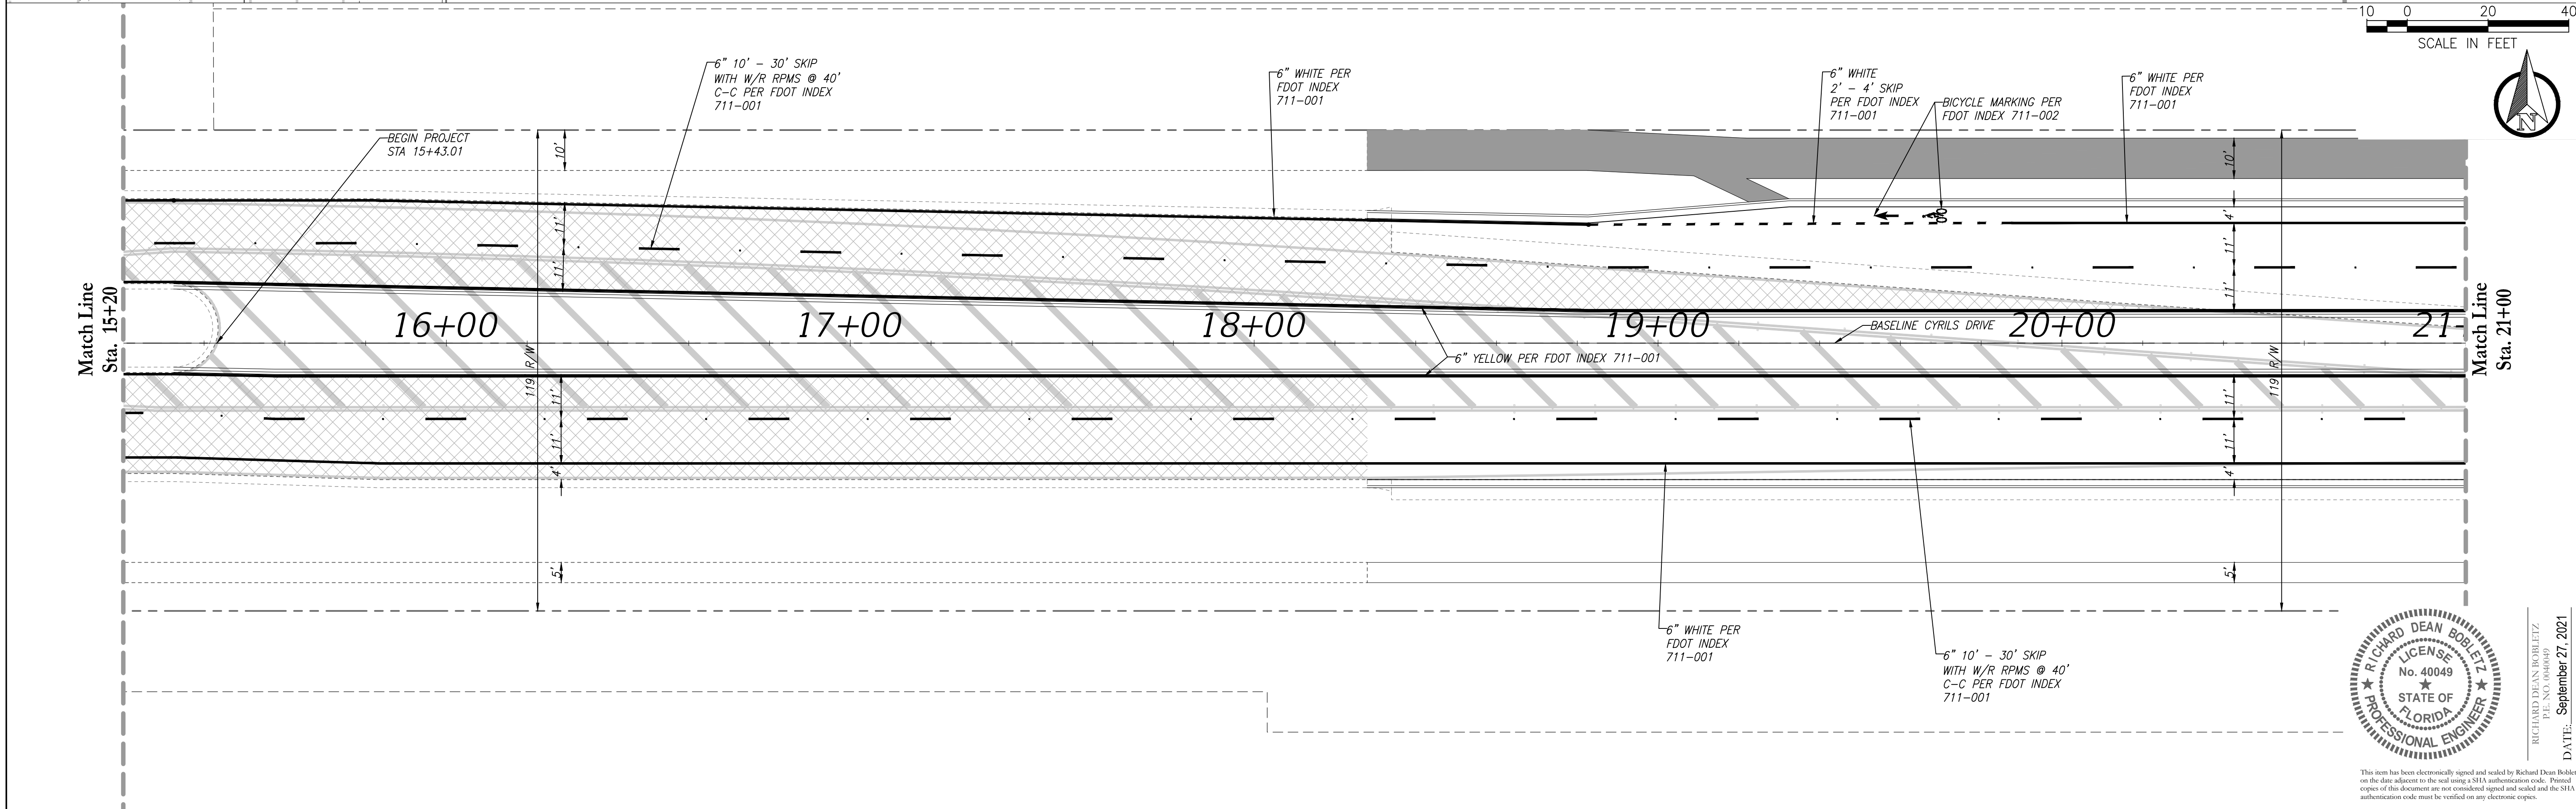 10 0 20 40
SCALE IN FEET
N
6" 10' - 30' SKIP
WITH W/R RPMS @ 40'
C-C PER FDOT INDEX
711-001
6" WHITE PER
FDOT INDEX
711-001
6" WHITE
2' - 4' SKIP
PER FDOT INDEX
711-001
BICYCLE MARKING PER
FDOT INDEX 711-002
6" WHITE PER
FDOT INDEX
711-001
BEGIN PROJECT
STA 15+43.01
10'
10'
11'
11'
4'
11'
11'
Match Line
Sta. 15+20
16+00
17+00
18+00
19+00
20+00
21-
BASELINE CYRILS DRIVE
Match Line
Sta. 21+00
6" YELLOW PER FDOT INDEX 711-001
119' R/W
119' R/W
11'
11'
4'
11'
11'
4'
5'
5'
6" WHITE PER
FDOT INDEX
711-001
6" 10' - 30' SKIP
WITH W/R RPMS @ 40'
C-C PER FDOT INDEX
711-001
RICHARD DEAN BOBLETZ
LICENSE
No. 40049
★
STATE OF
FLORIDA
★ PROFESSIONAL ENGINEER ★
RICHARD DEAN BOBLETZ
P.E. NO. 0040049
DATE: September 27, 2021
This item has been electronically signed and sealed by Richard Dean Boblet
on the date adjacent to the seal using a SHA authentication code. Printed
copies of this document are not considered signed and sealed and the SHA
authentication code must be verified on any electronic copies.